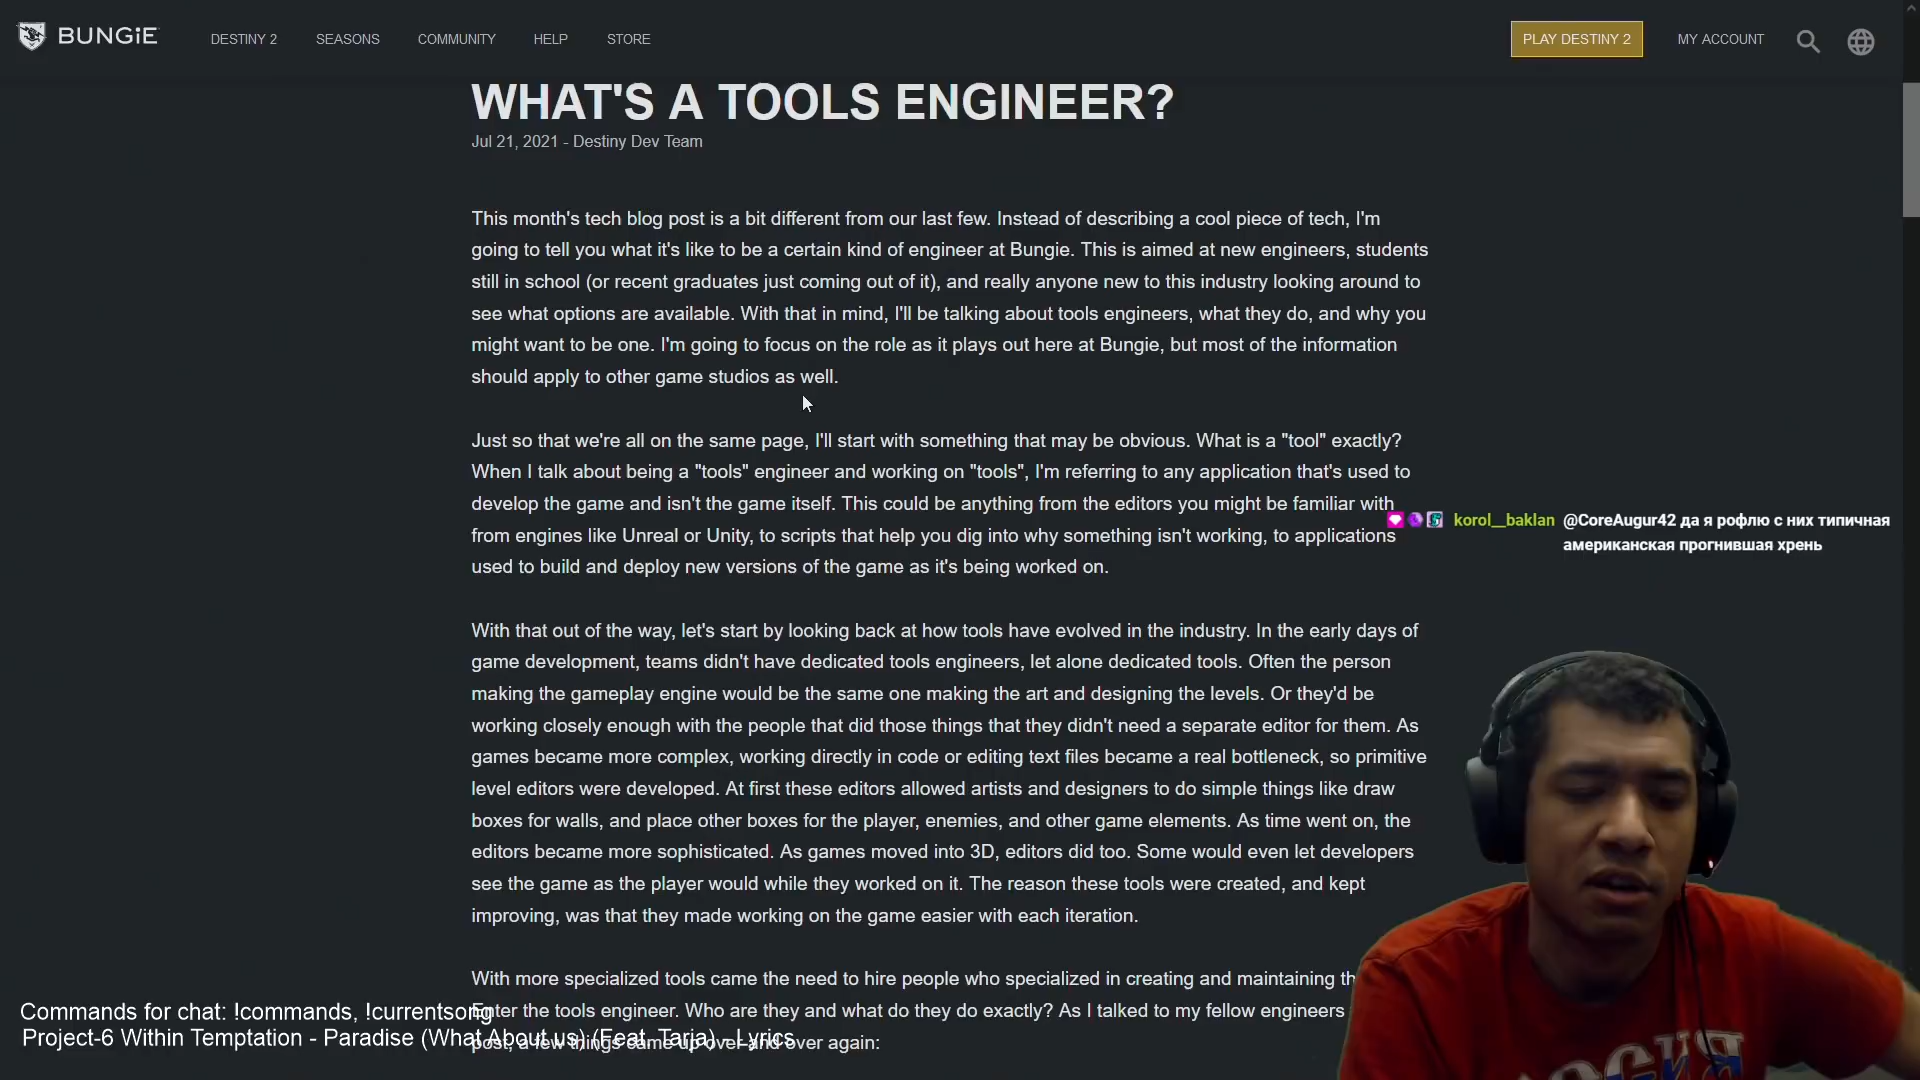 BUNGIE
DESTINY 2
SEASONS
COMMUNITY
HELP
STORE
PLAY DESTINY 2
MY ACCOUNT
WHAT'S A TOOLS ENGINEER?
Jul 21, 2021 - Destiny Dev Team
This month's tech blog post is a bit different from our last few. Instead of describing a cool piece of tech, I'm
going to tell you what it's like to be a certain kind of engineer at Bungie. This is aimed at new engineers, students
still in school (or recent graduates just coming out of it), and really anyone new to this industry looking around to
see what options are available. With that in mind, I'll be talking about tools engineers, what they do, and why you
might want to be one. I'm going to focus on the role as it plays out here at Bungie, but most of the information
should apply to other game studios as well.
Just so that we're all on the same page, I'll start with something that may be obvious. What is a "tool" exactly?
When I talk about being a "tools" engineer and working on "tools", I'm referring to any application that's used to
develop the game and isn't the game itself. This could be anything from the editors you might be familiar with
from engines like Unreal or Unity, to scripts that help you dig into why something isn't working, to applications
used to build and deploy new versions of the game as it's being worked on.
korol__baklan @CoreAugur42 да я рофлю с них типичная
американская прогнившая хрень
With that out of the way, let's start by looking back at how tools have evolved in the industry. In the early days of
game development, teams didn't have dedicated tools engineers, let alone dedicated tools. Often the person
making the gameplay engine would be the same one making the art and designing the levels. Or they'd be
working closely enough with the people that did those things that they didn't need a separate editor for them. As
games became more complex, working directly in code or editing text files became a real bottleneck, so primitive
level editors were developed. At first these editors allowed artists and designers to do simple things like draw
boxes for walls, and place other boxes for the player, enemies, and other game elements. As time went on, the
editors became more sophisticated. As games moved into 3D, editors did too. Some would even let developers
see the game as the player would while they worked on it. The reason these tools were created, and kept
improving, was that they made working on the game easier with each iteration.
With more specialized tools came the need to hire people who specialized in creating and maintaining
Enter the tools engineer. Who are they and what do they do exactly? As I talked to my fellow engineers
post, a few things came up over and over again:
Commands for chat: !commands, !currentsong
Project-6 Within Temptation - Paradise (What About us) (Feat. Tarja) - Lyrics